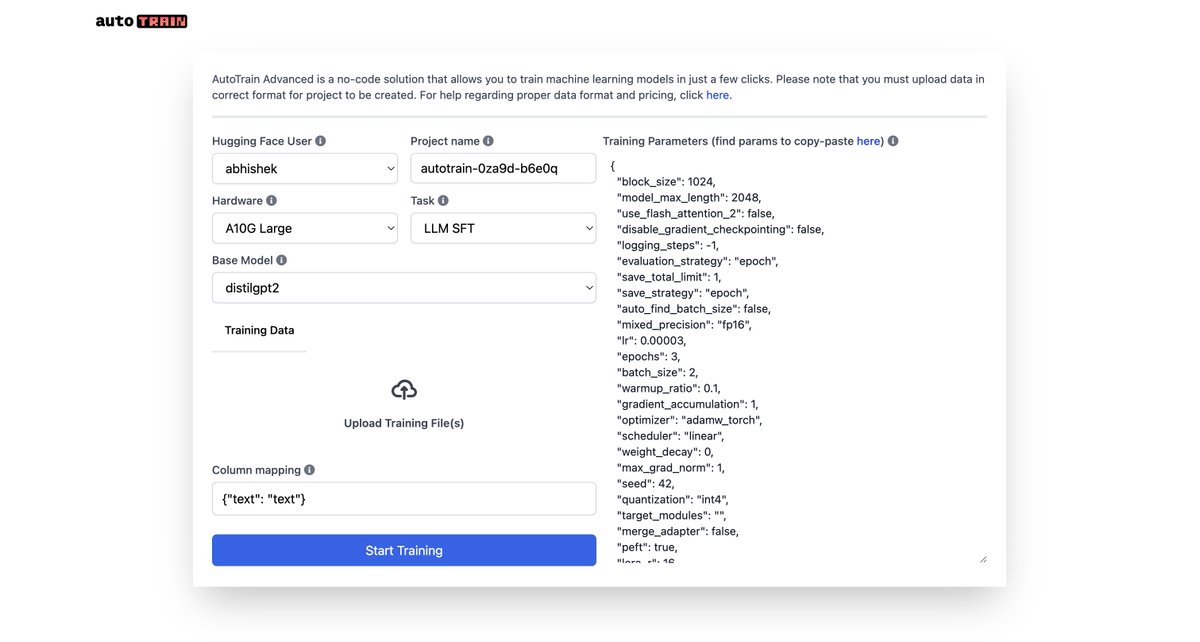 autoTRAIN
AutoTrain Advanced is a no-code solution that allows you to train machine learning models in just a few clicks. Please note that you must upload data in
correct format for project to be created. For help regarding proper data format and pricing, click here.
Hugging Face User
abhishek
Project name
autotrain-0za9d-b6e0q
Hardware
A10G Large
Task
LLM SFT
Base Model
distilgpt2
Training Data
Upload Training File(s)
Column mapping
{"text": "text"}
Start Training
Training Parameters (find params to copy-paste here)
{
"block_size": 1024,
"model_max_length": 2048,
"use_flash_attention_2": false,
"disable_gradient_checkpointing": false,
"logging_steps": -1,
"evaluation_strategy": "epoch",
"save_total_limit": 1,
"save_strategy": "epoch",
"auto_find_batch_size": false,
"mixed_precision": "fp16",
"lr": 0.00003,
"epochs": 3,
"batch_size": 2,
"warmup_ratio": 0.1,
"gradient_accumulation": 1,
"optimizer": "adamw_torch",
"scheduler": "linear",
"weight_decay": 0,
"max_grad_norm": 1,
"seed": 42,
"quantization": "int4",
"target_modules": "",
"merge_adapter": false,
"peft": true,
"lora_r": 16